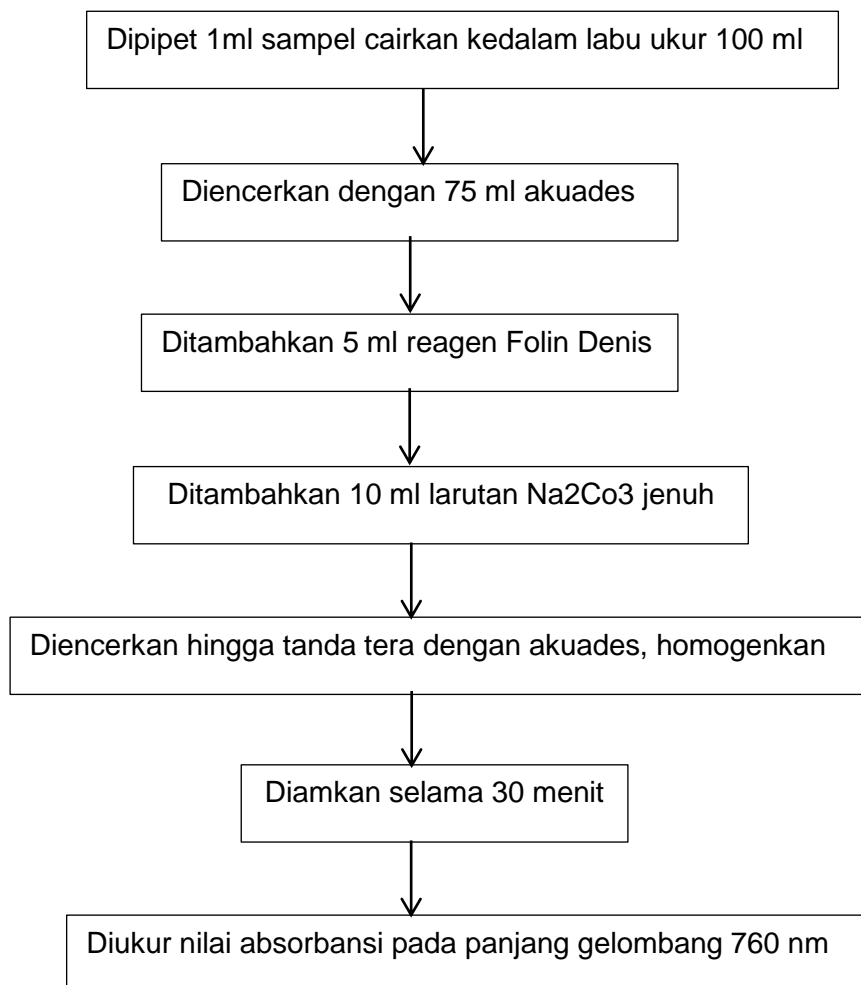 Dipipet 1ml sampel cairkan kedalam labu ukur 100 ml
Diencerkan dengan 75 ml akuades
Ditambahkan 5 ml reagen Folin Denis
Ditambahkan 10 ml larutan Na2Co3 jenuh
Diencerkan hingga tanda tera dengan akuades, homogenkan
Diamkan selama 30 menit
Diukur nilai absorbansi pada panjang gelombang 760 nm